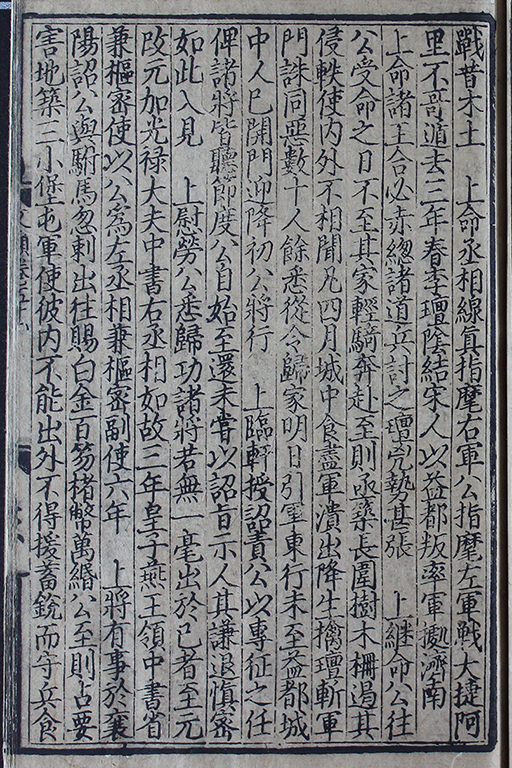 戰昔木土　上命丞相線真指麾右軍公指麾左軍戰大捷阿
里不哥遁去三年春李璮陰結宋人以益都叛率軍據濟南
上命諸王合必赤總諸道兵討之璮兇勢甚張　上継命公往
公受命之日不至其家輕騎奔赴至則亟築長圍樹木柵遏其
侵軼使内外不相聞凡四月城中食盡軍潰出降生擒璮斬軍
門誅同惡數十人餘悉從令歸家明日引軍東行未至益都城
中人已開門迎降初公將行　上臨軒授詔責公以專征之任
俾諸將皆聽節度公自始至還未嘗以詔旨示人其謙退慎密
如此入見　上慰勞公悉歸功諸將若無一毫出於已者至元
改元加光禄大夫中書右丞相如故三年皇子燕王領中書省
兼樞密使以公為左丞相兼樞密副使六年　上將有事於襄
陽詔公與駙馬忽剌出往賜白金百笏楮幣萬緡公至則占要
害地築三小堡屯軍使彼内不能出外不得援蓄銳而守兵食